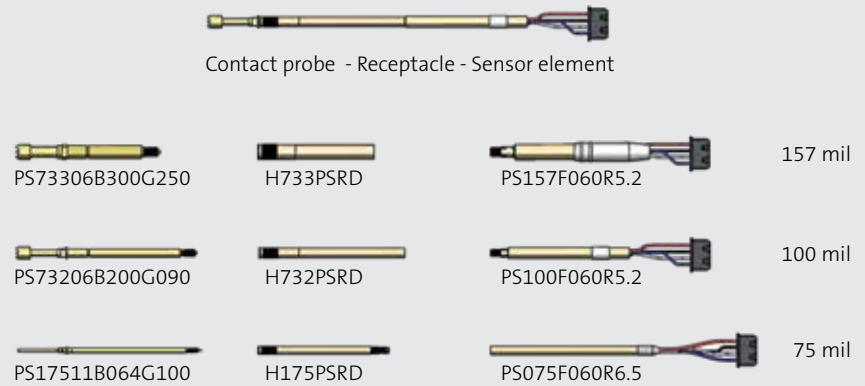 Contact probe - Receptacle - Sensor element
157 mil
PS73306B300G250 H733PSRD PS157F060R5.2
100 mil
PS73206B200G090 H732PSRD PS100F060R5.2
75 mil
PS17511B064G100 H175PSRD PS075F060R6.5